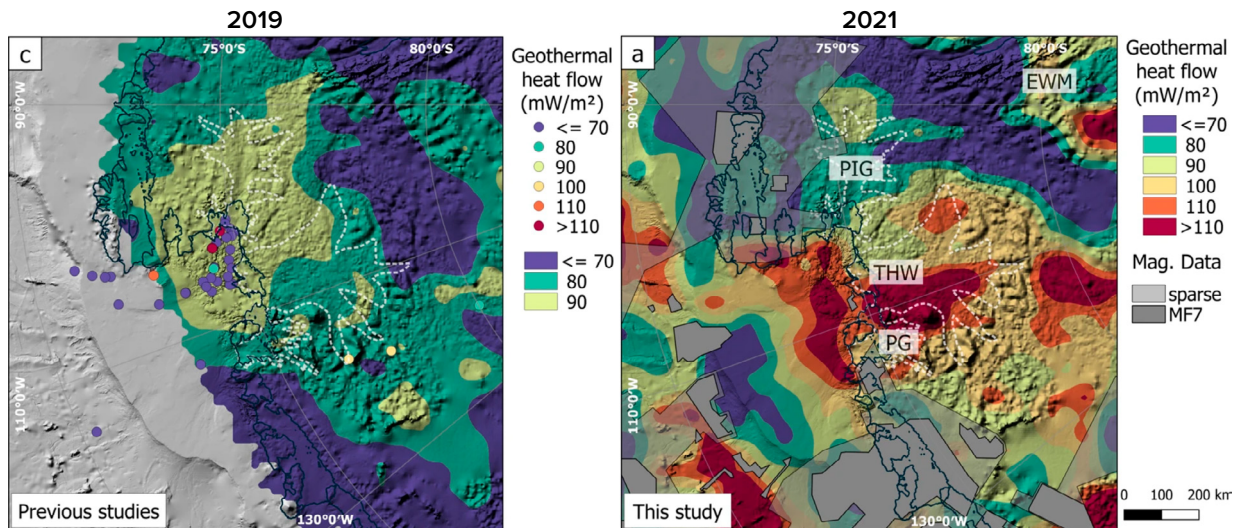 2019
2021
c
75°0'S
80°0'S
90°0'W
110°0'W
130°0'W
Previous studies
Geothermal
heat flow
(mW/m²)
<= 70
80
90
100
110
>110
<= 70
80
90
a
75°0'S
80°0'S
90°0'W
110°0'W
130°0'W
EWM
PIG
THW
PG
This study
Geothermal
heat flow
(mW/m²)
<=70
80
90
100
110
>110
Mag. Data
sparse
MF7
0 100 200 km